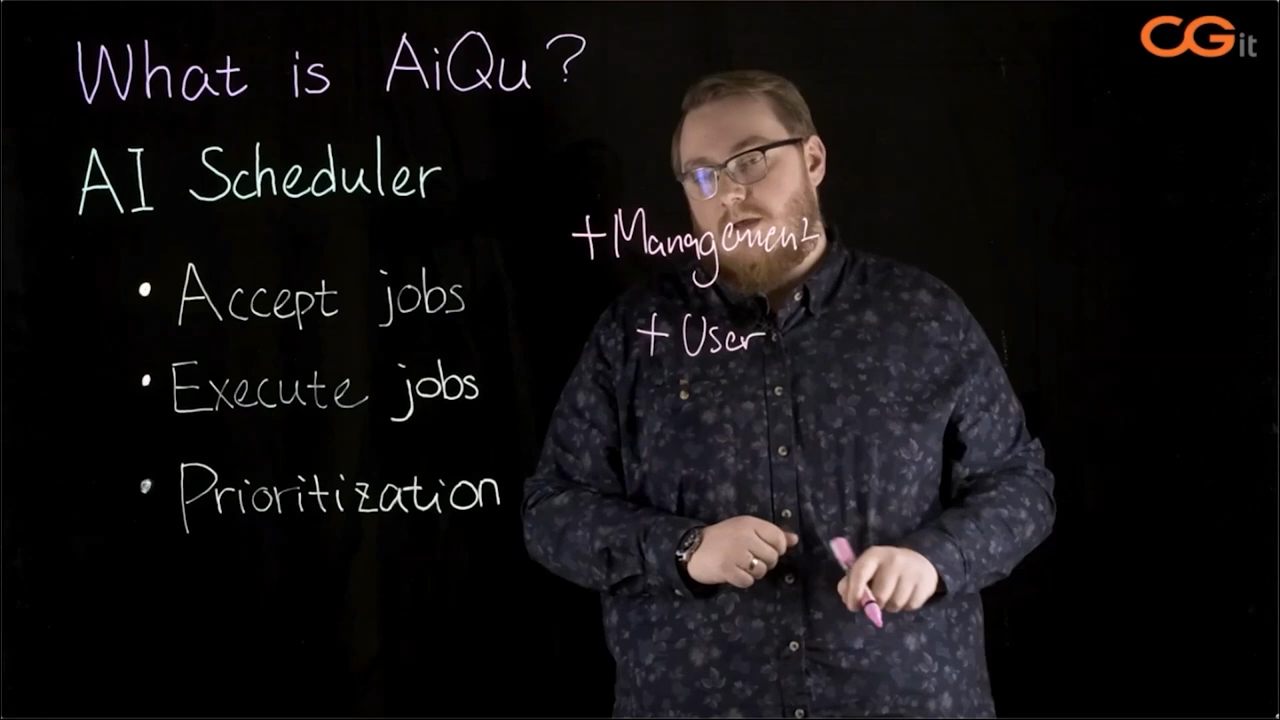 CGit
What is AiQu?
AI Scheduler
+ Management
• Accept jobs
+ User
• Execute jobs
• Prioritization